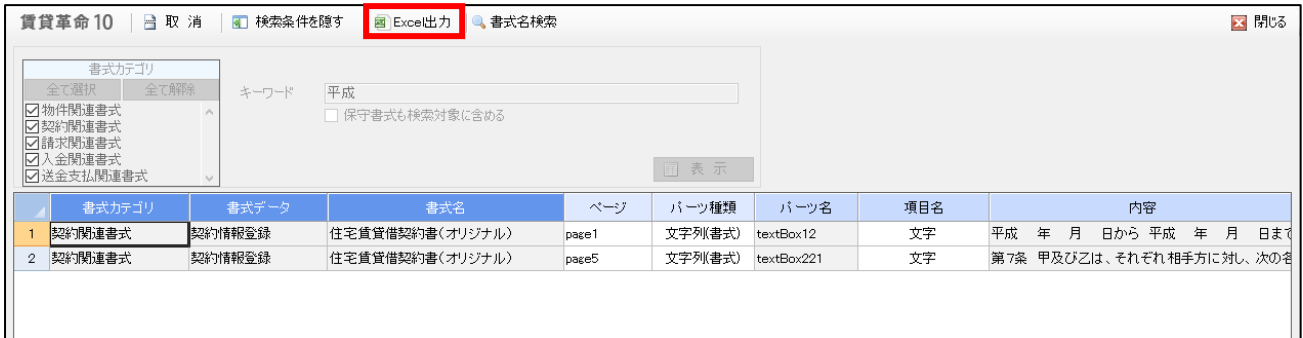 賃貸革命10 取 消 検索条件を隠す Excel出力 書式名検索 閉じる
書式カテゴリ
全て選択 全て解除
キーワード 平成
物件関連書式
保守書式も検索対象に含める
契約関連書式
請求関連書式
入金関連書式
送金支払関連書式
表 示
書式カテゴリ 書式データ 書式名 ページ パーツ種類 パーツ名 項目名 内容
1 契約関連書式 契約情報登録 住宅賃貸借契約書(オリジナル) page1 文字列(書式) textBox12 文字 平成 年 月 日から 平成 年 月 日まで
2 契約関連書式 契約情報登録 住宅賃貸借契約書(オリジナル) page5 文字列(書式) textBox221 文字 第7条 甲及び乙は、それぞれ相手方に対し、次の各